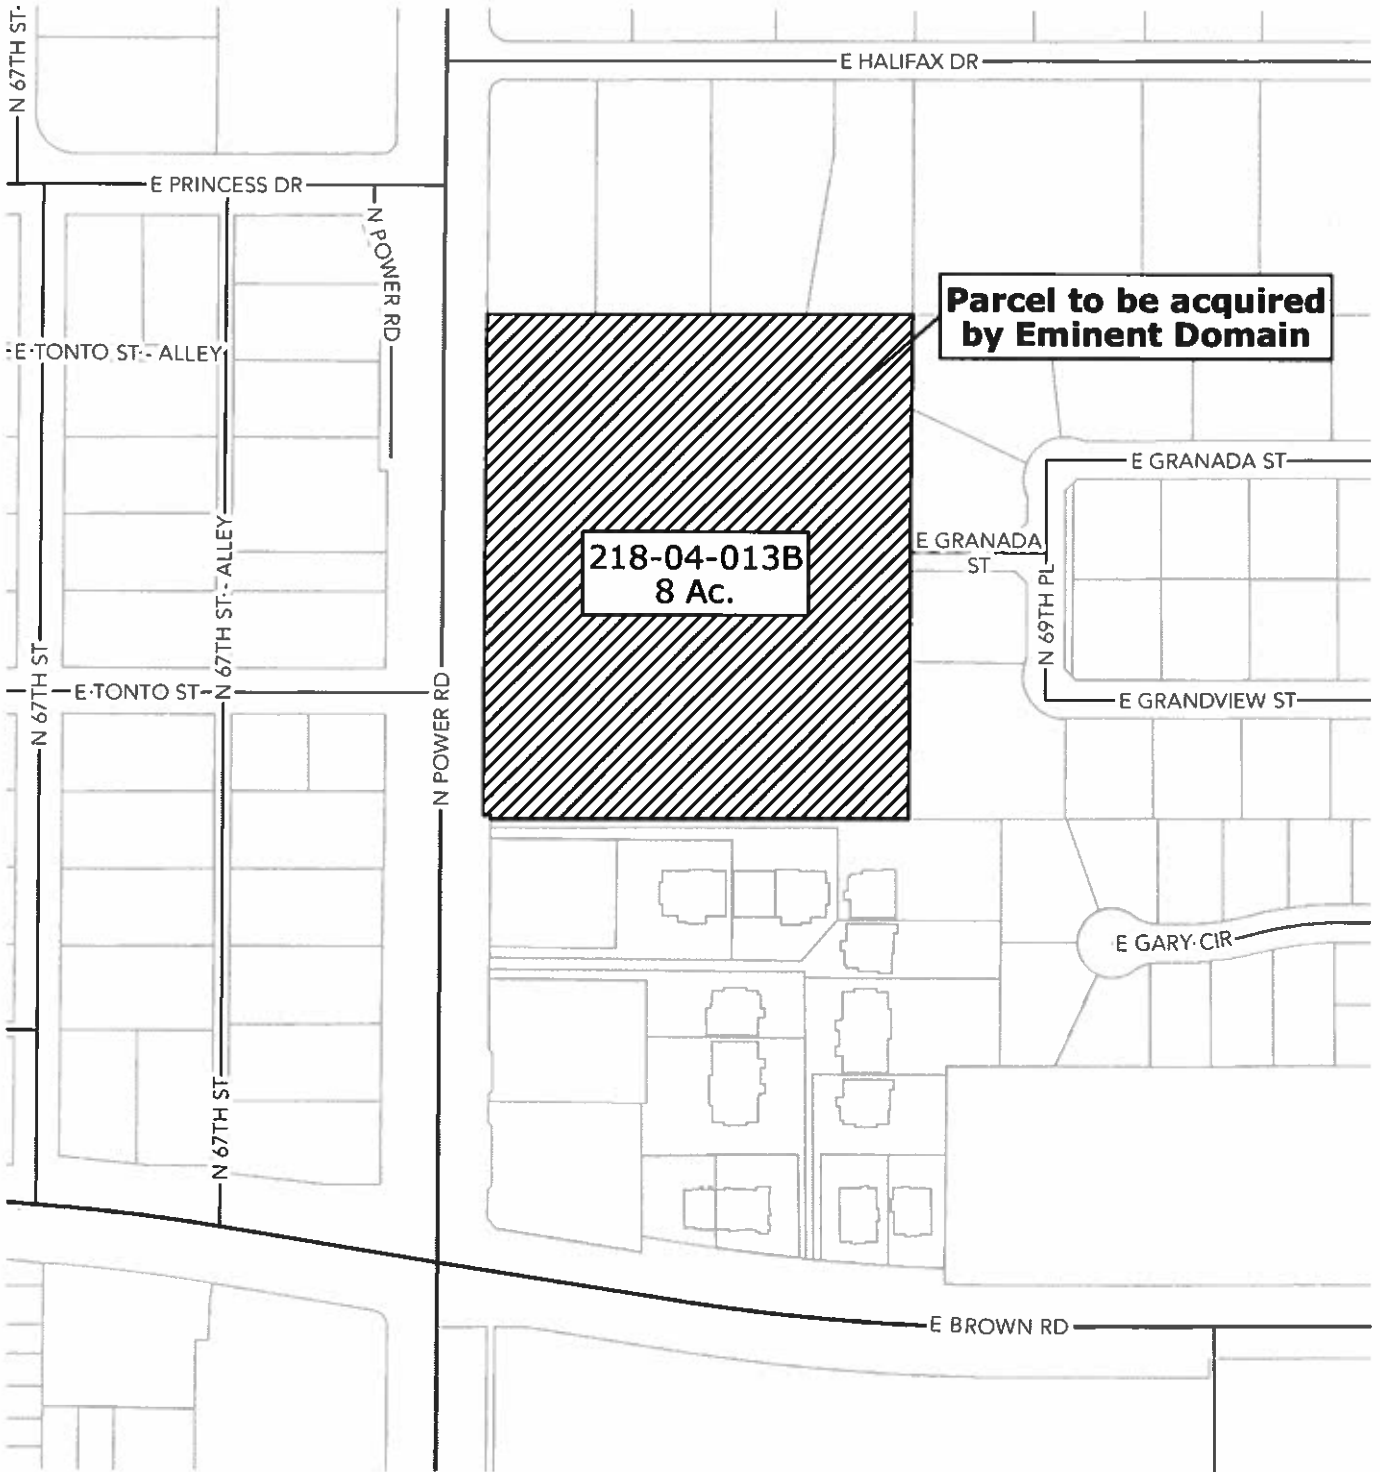 N 67TH ST
E HALIFAX DR
E PRINCESS DR
N POWER RD
Parcel to be acquired
by Eminent Domain
E TONTO ST - ALLEY
E GRANADA ST
N 67TH ST - ALLEY
218-04-013B
8 Ac.
E GRANADA
ST
N 69TH PL
N 67TH ST
E TONTO ST
N POWER RD
E GRANDVIEW ST
E GARY CIR
N 67TH ST
E BROWN RD